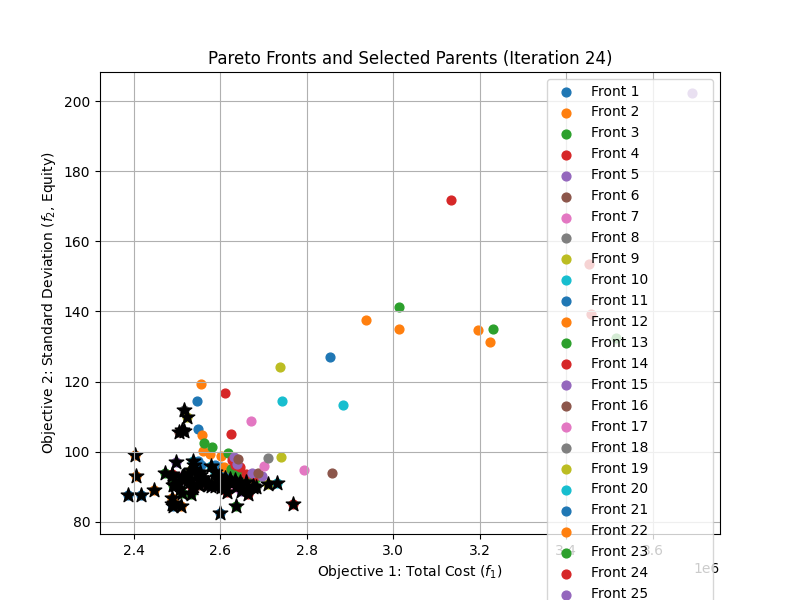 Pareto Fronts and Selected Parents (Iteration 24)
Objective 2: Standard Deviation (f₂, Equity)
200
180
160
140
120
100
80
2.4
2.6
2.8
3.0
3.2
3.4
3.6
1e6
Objective 1: Total Cost (f₁)
Front 1
Front 2
Front 3
Front 4
Front 5
Front 6
Front 7
Front 8
Front 9
Front 10
Front 11
Front 12
Front 13
Front 14
Front 15
Front 16
Front 17
Front 18
Front 19
Front 20
Front 21
Front 22
Front 23
Front 24
Front 25